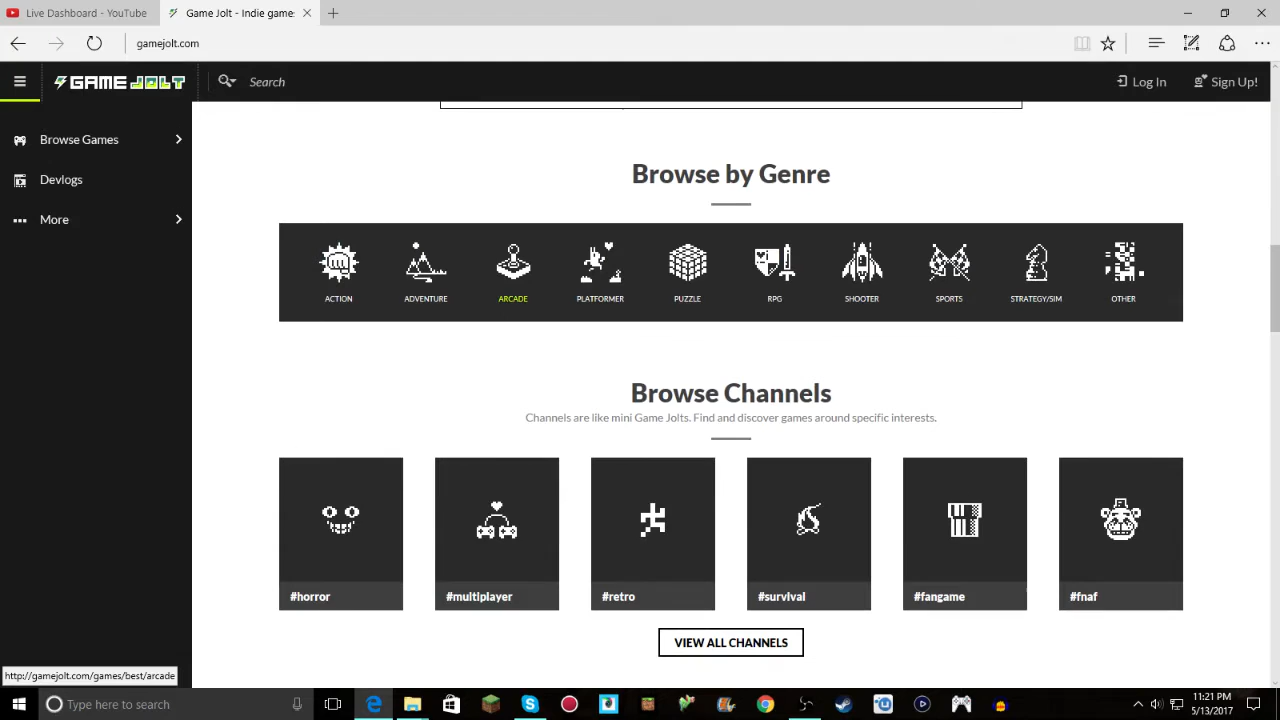 Live Dashboard - YouTube
Game Jolt - Indie games
gamejolt.com
GAME JOLT
Search
Log In
Sign Up!
Browse Games
Devlogs
More
Browse by Genre
ACTION
ADVENTURE
ARCADE
PLATFORMER
PUZZLE
RPG
SHOOTER
SPORTS
STRATEGY/SIM
OTHER
Browse Channels
Channels are like mini Game Jolts. Find and discover games around specific interests.
#horror
#multiplayer
#retro
#survival
#fangame
#fnaf
VIEW ALL CHANNELS
http://gamejolt.com/games/best/arcade
Type here to search
11:21 PM
5/13/2017